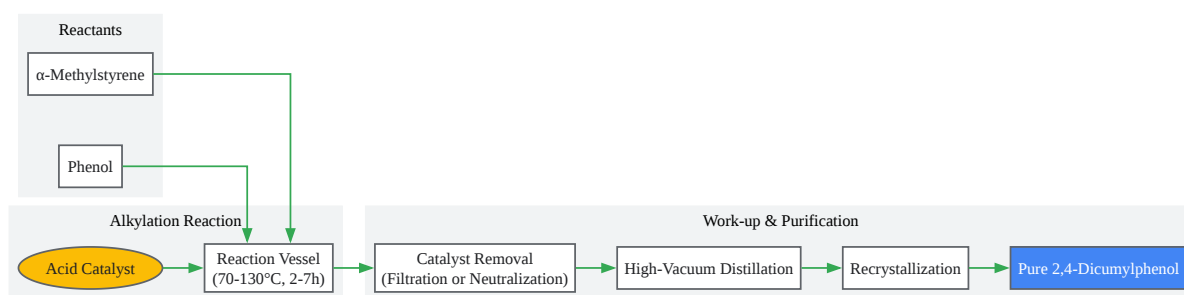 Reactants
α-Methylstyrene
Phenol
Alkylation Reaction
Acid Catalyst
Reaction Vessel
(70-130°C, 2-7h)
Work-up & Purification
Catalyst Removal
(Filtration or Neutralization)
High-Vacuum Distillation
Recrystallization
Pure 2,4-Dicumylphenol